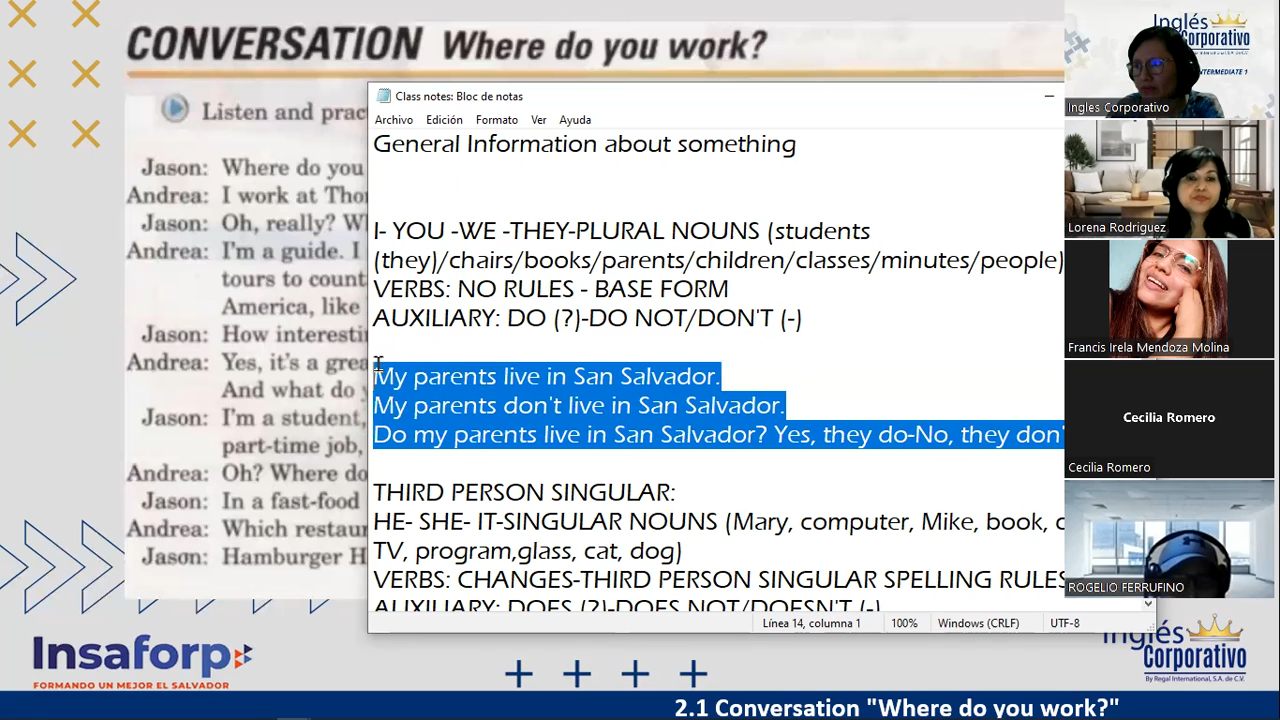 CONVERSATION Where do you work?
Listen and prac
Jason: Where do you
Andrea: I work at Tho
Jason: Oh, really? W
Andrea: I'm a guide. I
tours to count
America, like
Jason: How interesti
Andrea: Yes, it's a grea
And what do y
Jason: I'm a student,
part-time job,
Andrea: Oh? Where do
Jason: In a fast-food
Andrea: Which restau
Jason: Hamburger H
Class notes: Bloc de notas
Archivo Edición Formato Ver Ayuda
General Information about something
I- YOU -WE -THEY-PLURAL NOUNS (students
(they)/chairs/books/parents/children/classes/minutes/people)
VERBS: NO RULES - BASE FORM
AUXILIARY: DO (?)-DO NOT/DON'T (-)
My parents live in San Salvador.
My parents don't live in San Salvador.
Do my parents live in San Salvador? Yes, they do-No, they don'
THIRD PERSON SINGULAR:
HE- SHE- IT-SINGULAR NOUNS (Mary, computer, Mike, book, c
TV, program,glass, cat, dog)
VERBS: CHANGES-THIRD PERSON SINGULAR SPELLING RULES
AUXILIARY: DOES (?)-DOES NOT/DOESN'T (-)
Línea 14, columna 1 100% Windows (CRLF) UTF-8
Inglés
Corporativo
INTERMEDIATE 1
Ingles Corporativo
Lorena Rodriguez
Francis Irela Mendoza Molina
Cecilia Romero
Cecilia Romero
ROGELIO FERRUFINO
Insaforp
FORMANDO UN MEJOR EL SALVADOR
Inglés
Corporativo
By Regal International, S.A. de C.V.
2.1 Conversation "Where do you work?"